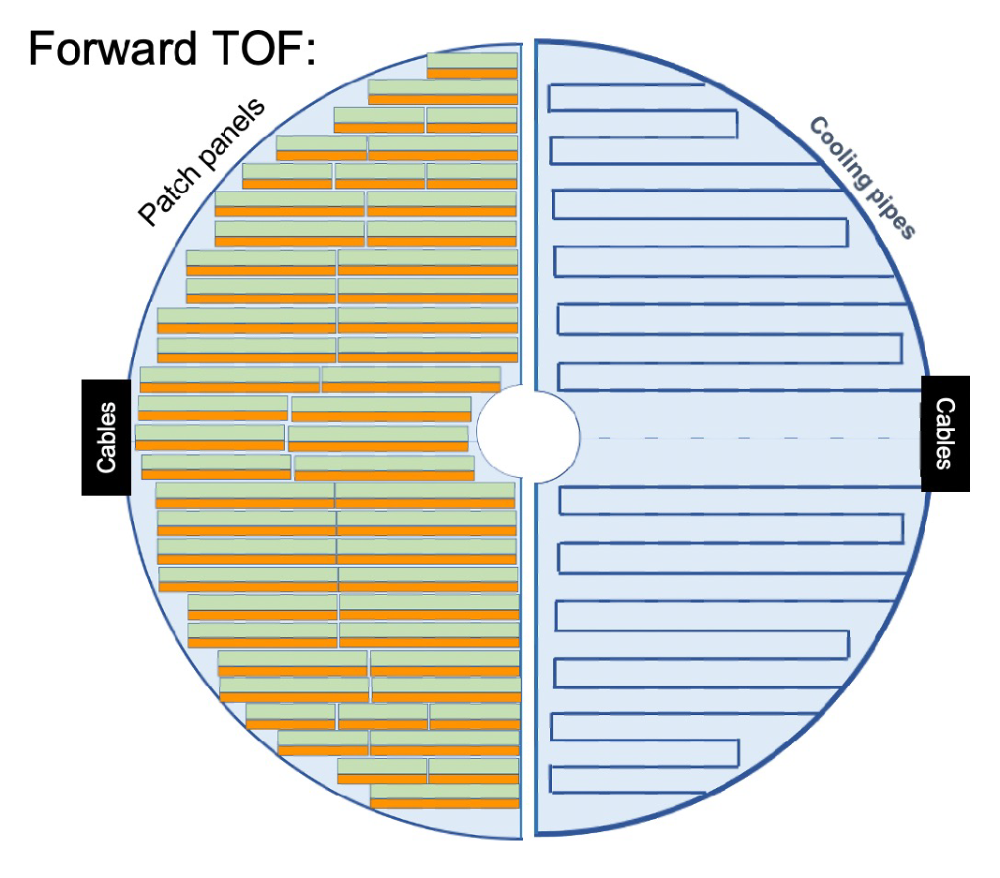 Forward TOF:
Patch panels
Cooling pipes
Cables
Cables